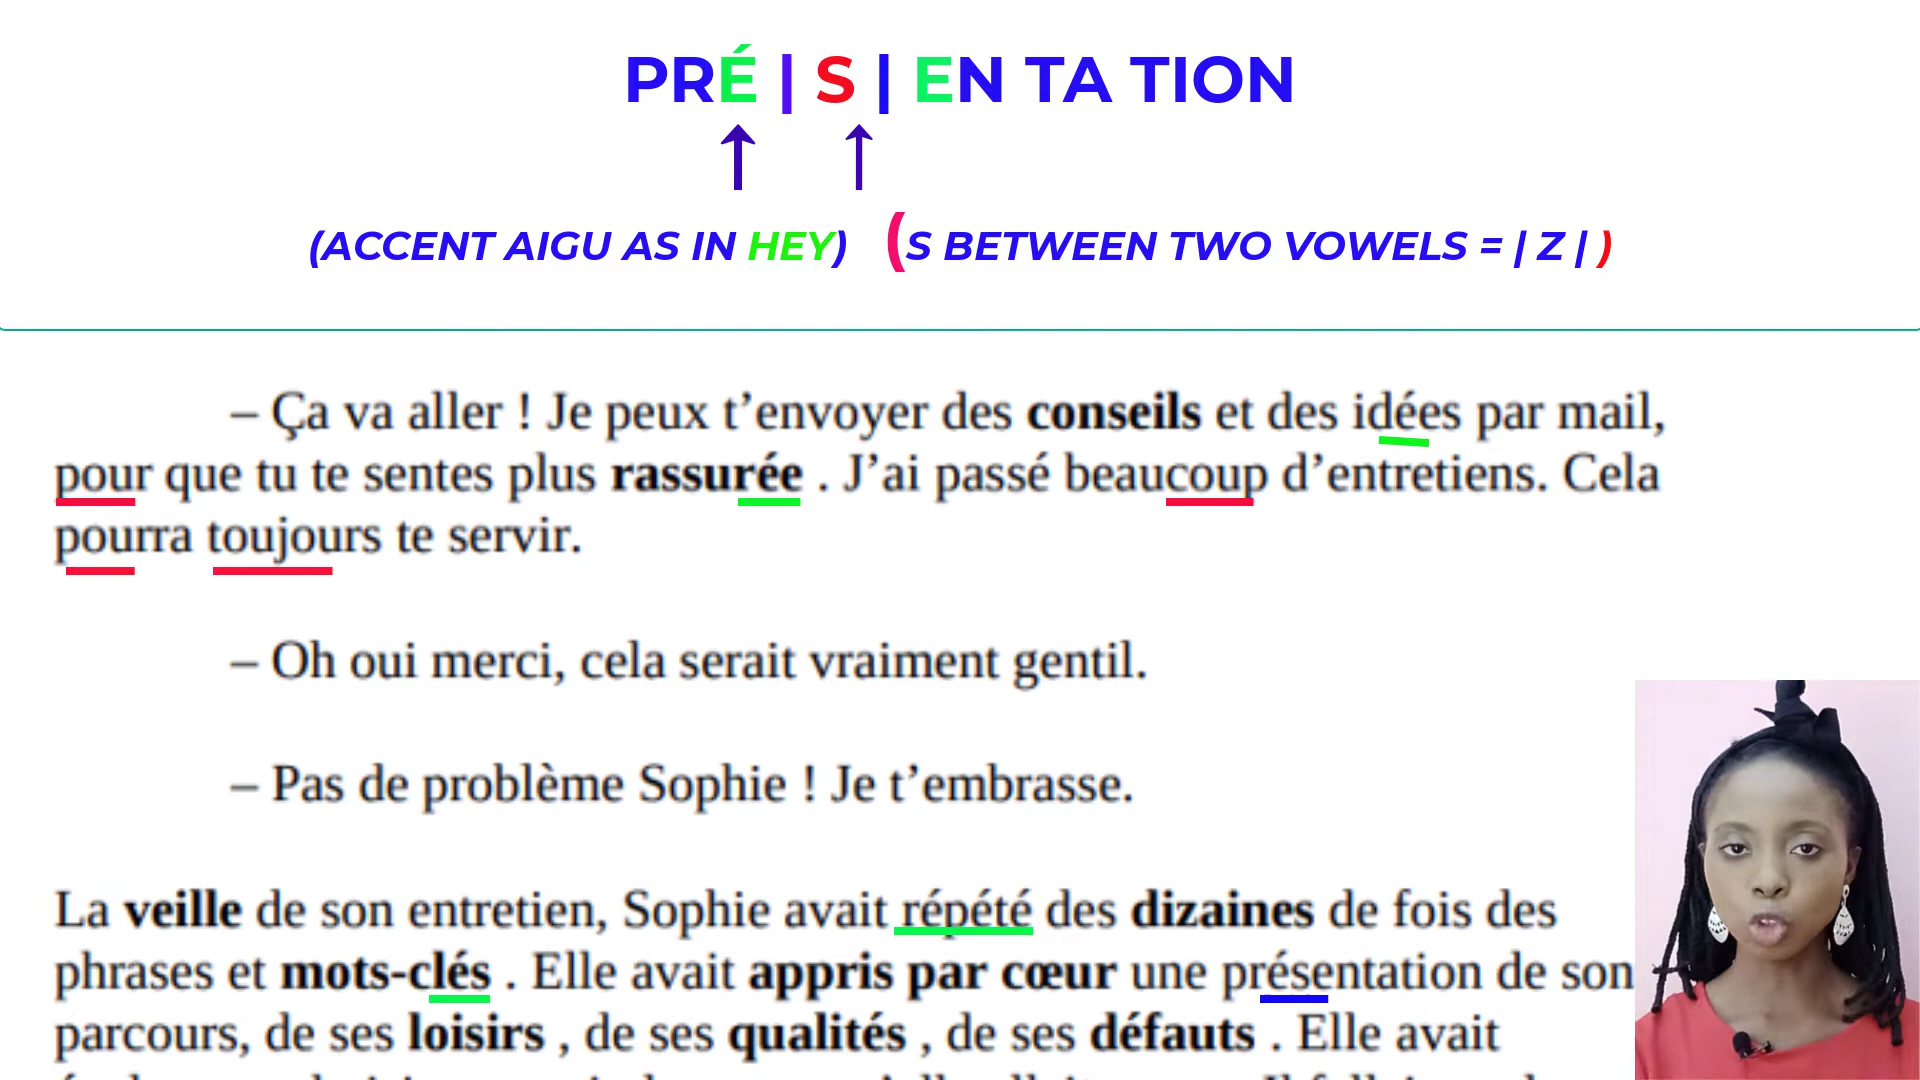 PRÉ | S | EN TA TION
(ACCENT AIGU AS IN HEY) (S BETWEEN TWO VOWELS = | Z | )
– Ça va aller ! Je peux t’envoyer des conseils et des idées par mail,
pour que tu te sentes plus rassurée . J’ai passé beaucoup d’entretiens. Cela
pourra toujours te servir.
– Oh oui merci, cela serait vraiment gentil.
– Pas de problème Sophie ! Je t’embrasse.
La veille de son entretien, Sophie avait répété des dizaines de fois des
phrases et mots-clés . Elle avait appris par cœur une présentation de son
parcours, de ses loisirs , de ses qualités , de ses défauts . Elle avait